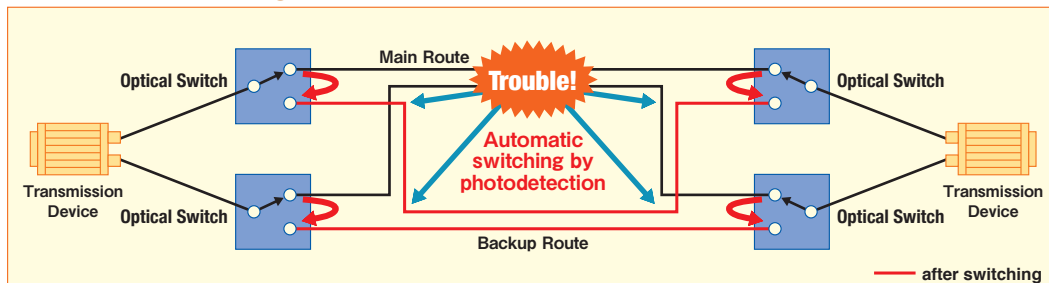 Main Route
Optical Switch
Trouble!
Optical Switch
Automatic
switching by
photodetection
Transmission
Device
Transmission
Device
Optical Switch
Optical Switch
Backup Route
after switching